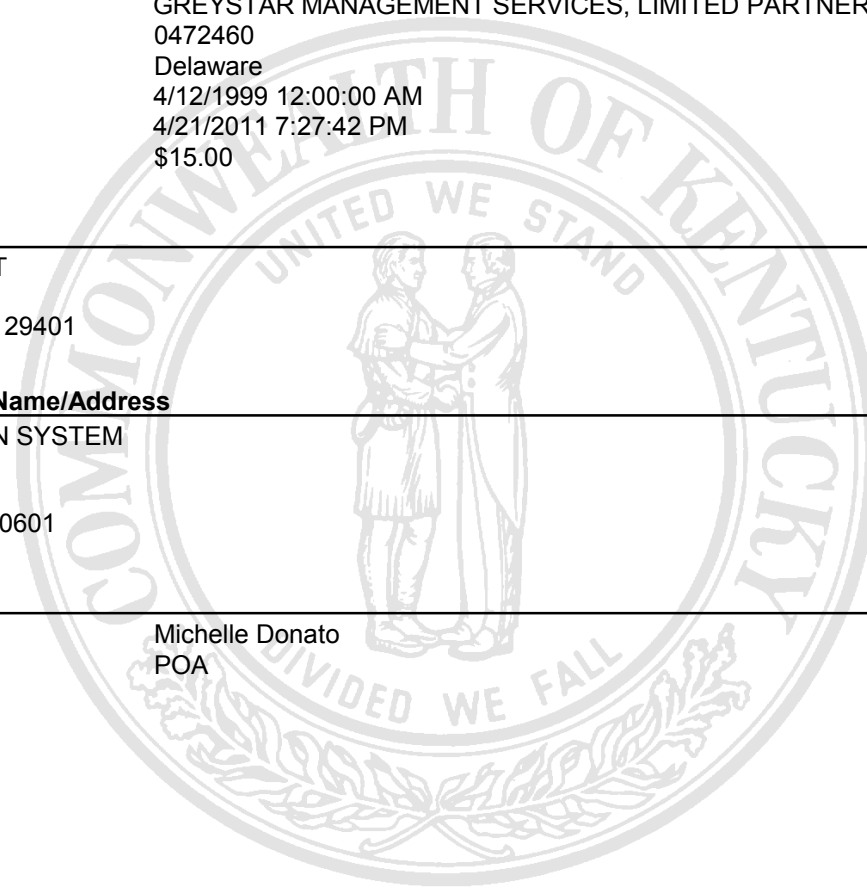 GREYSTAR MANAGEMENT SERVICES, LIMITED PARTNER
0472460
Delaware
4/12/1999 12:00:00 AM
4/21/2011 7:27:42 PM
$15.00
COMMONWEALTH OF KENTUCKY
UNITED WE STAND
T
29401
Name/Address
N SYSTEM
0601
Michelle Donato
POA
DIVIDED WE FALL